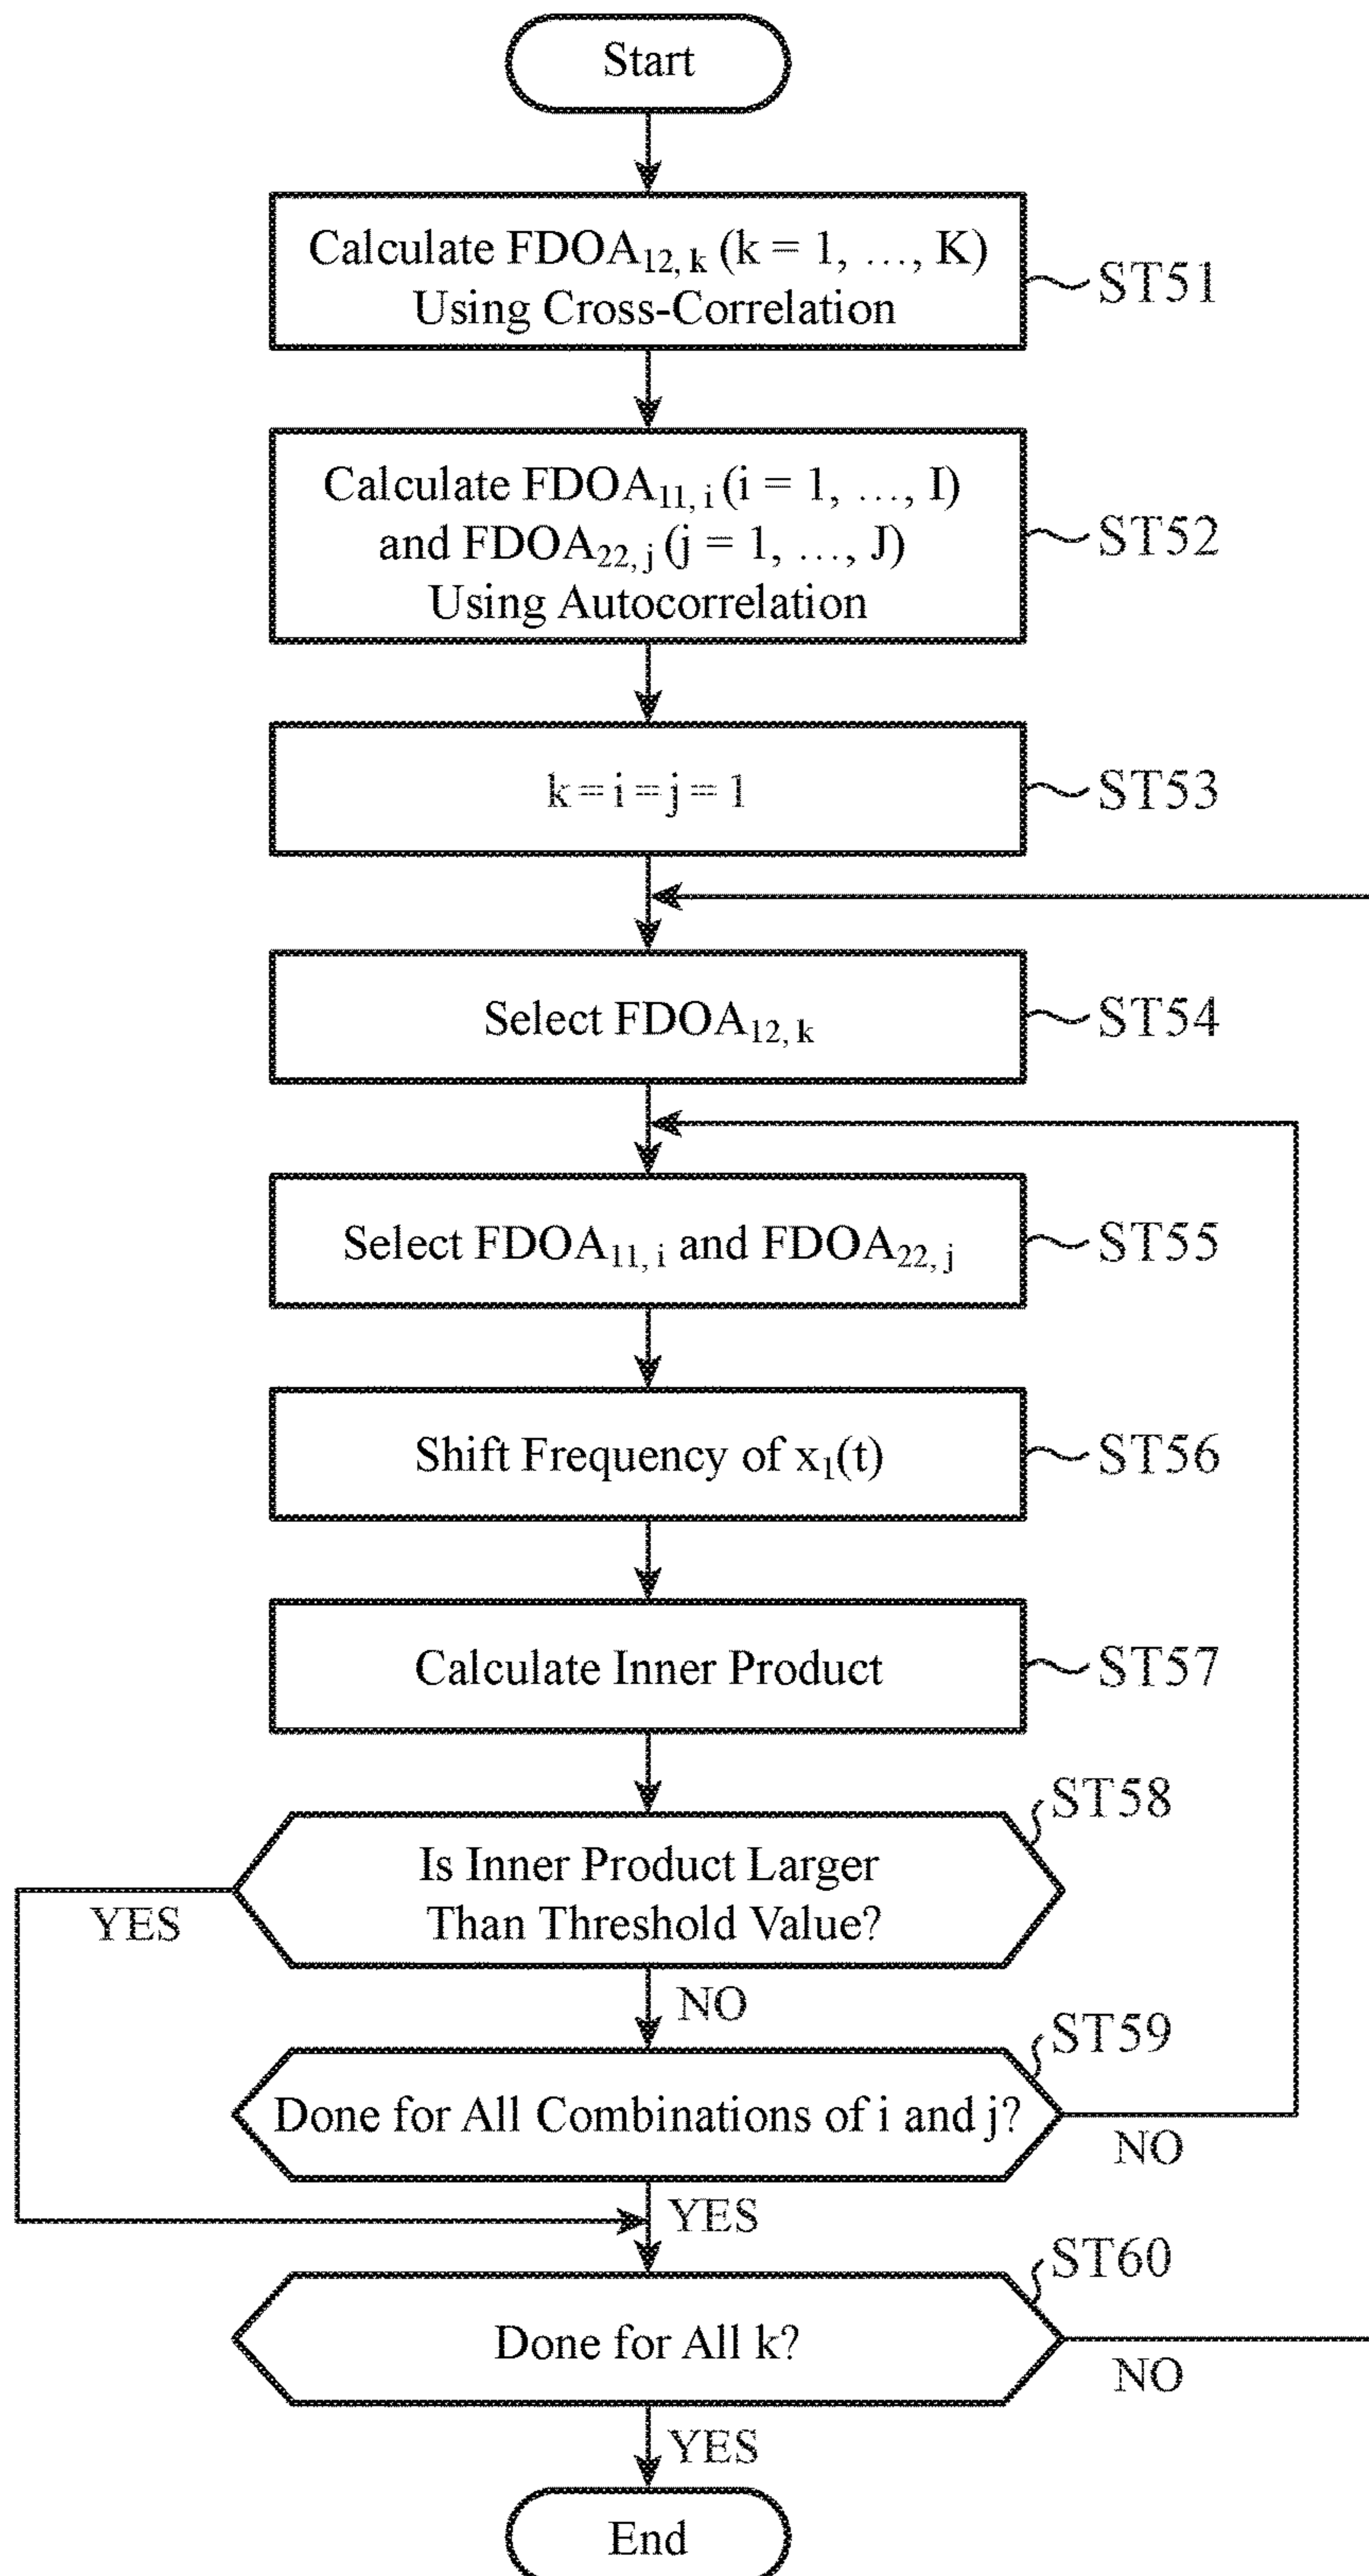 Start
Calculate FDOA12, k (k = 1, ..., K)
Using Cross-Correlation
ST51
Calculate FDOA11, i (i = 1, ..., I)
and FDOA22, j (j = 1, ..., J)
Using Autocorrelation
ST52
k = i = j = 1
ST53
Select FDOA12, k
ST54
Select FDOA11, i and FDOA22, j
ST55
Shift Frequency of x1(t)
ST56
Calculate Inner Product
ST57
ST58
Is Inner Product Larger
Than Threshold Value?
YES
NO
ST59
Done for All Combinations of i and j?
NO
YES
ST60
Done for All k?
NO
YES
End